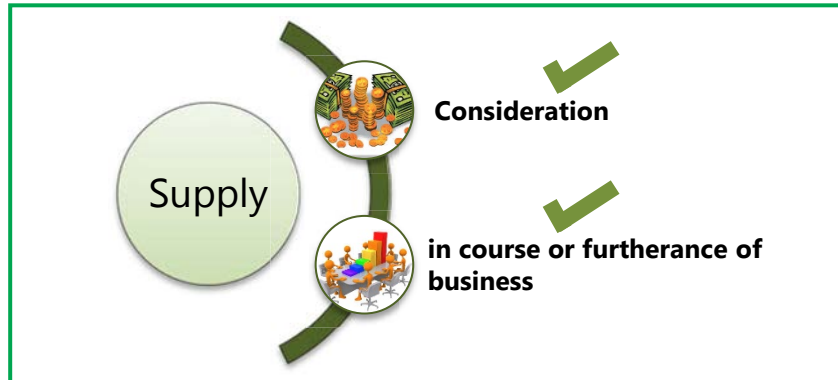 Supply
Consideration
in course or furtherance of
business